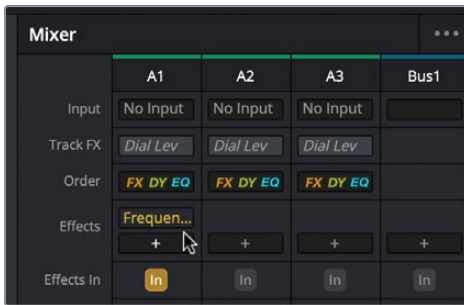 Mixer
A1 A2 A3 Bus1
Input No Input No Input No Input
Track FX Dial Lev Dial Lev Dial Lev
Order FX DY EQ FX DY EQ FX DY EQ
Frequen...
Effects + + + +
Effects In In In In In